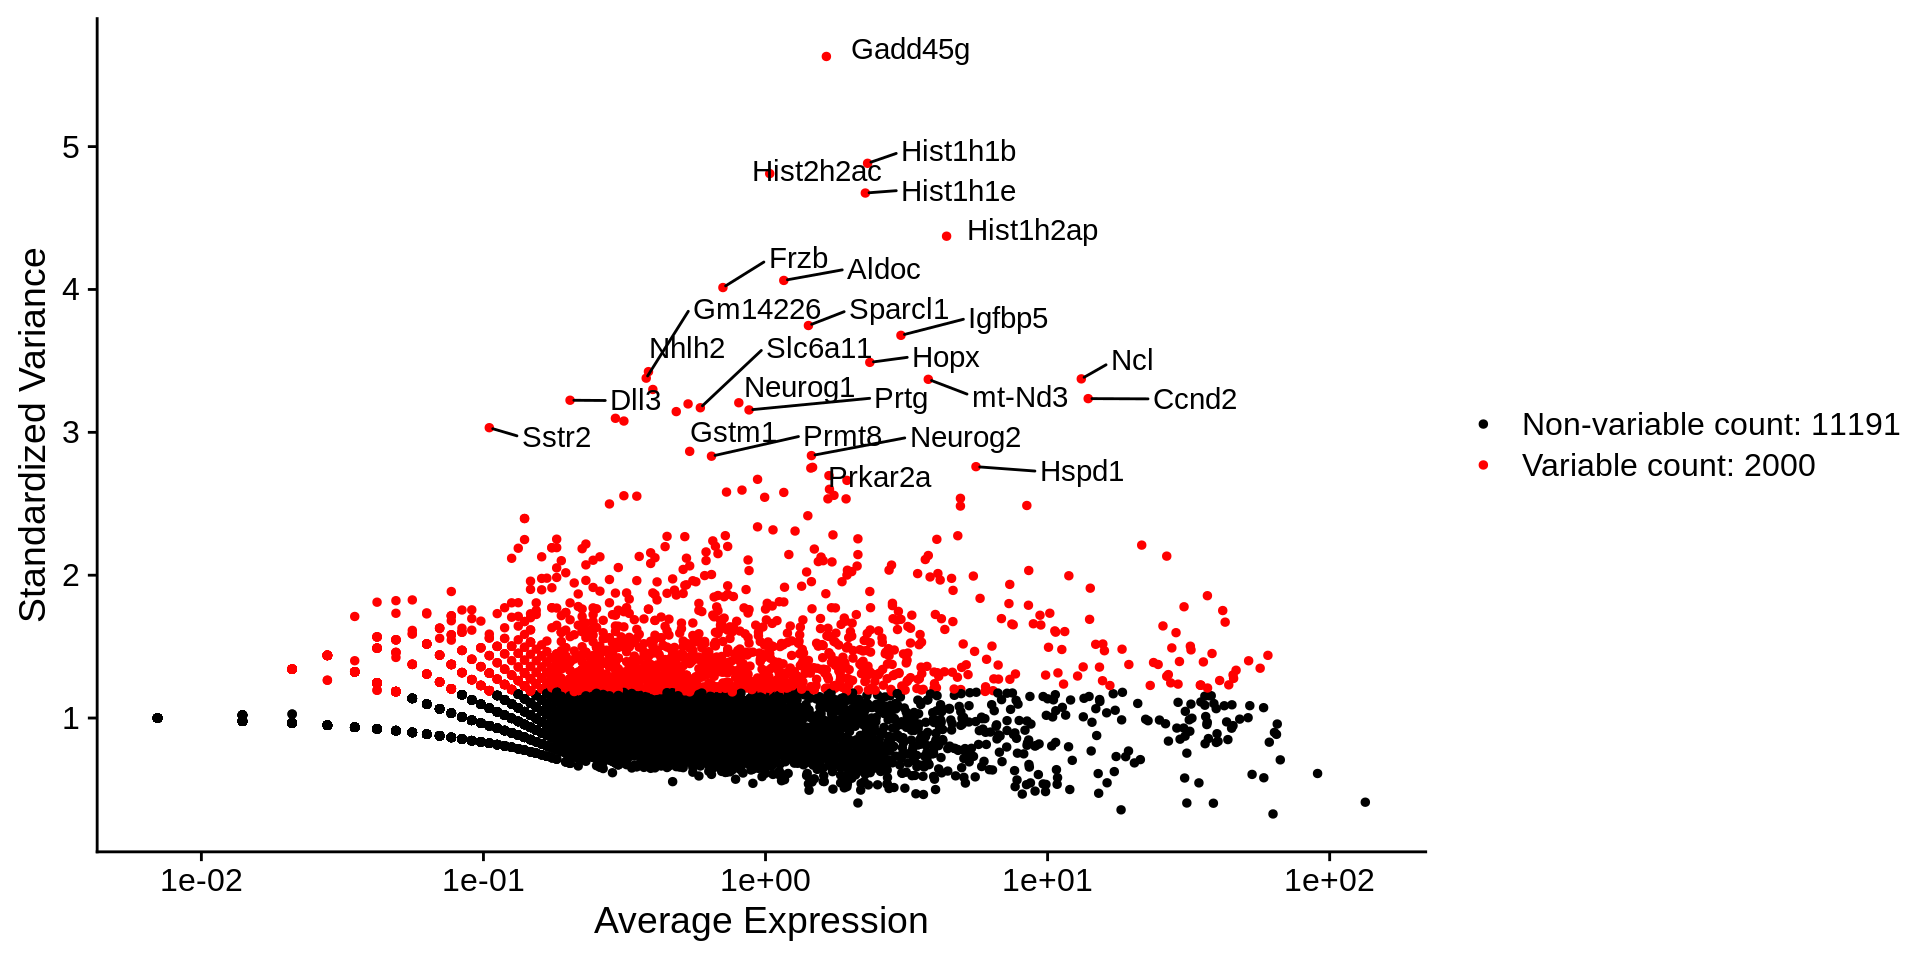 Gadd45g
Hist1h1b
Hist2h2ac
Hist1h1e
Hist1h2ap
Frzb
Aldoc
Gm14226
Sparcl1
Igfbp5
Nhlh2
Slc6a11
Hopx
Ncl
Neurog1
Dll3
Prtg
mt-Nd3
Ccnd2
Sstr2
Gstm1
Prmt8
Neurog2
Prkar2a
Hspd1
5
4
3
2
1
Standardized Variance
1e-02
1e-01
1e+00
1e+01
1e+02
Average Expression
Non-variable count: 11191
Variable count: 2000